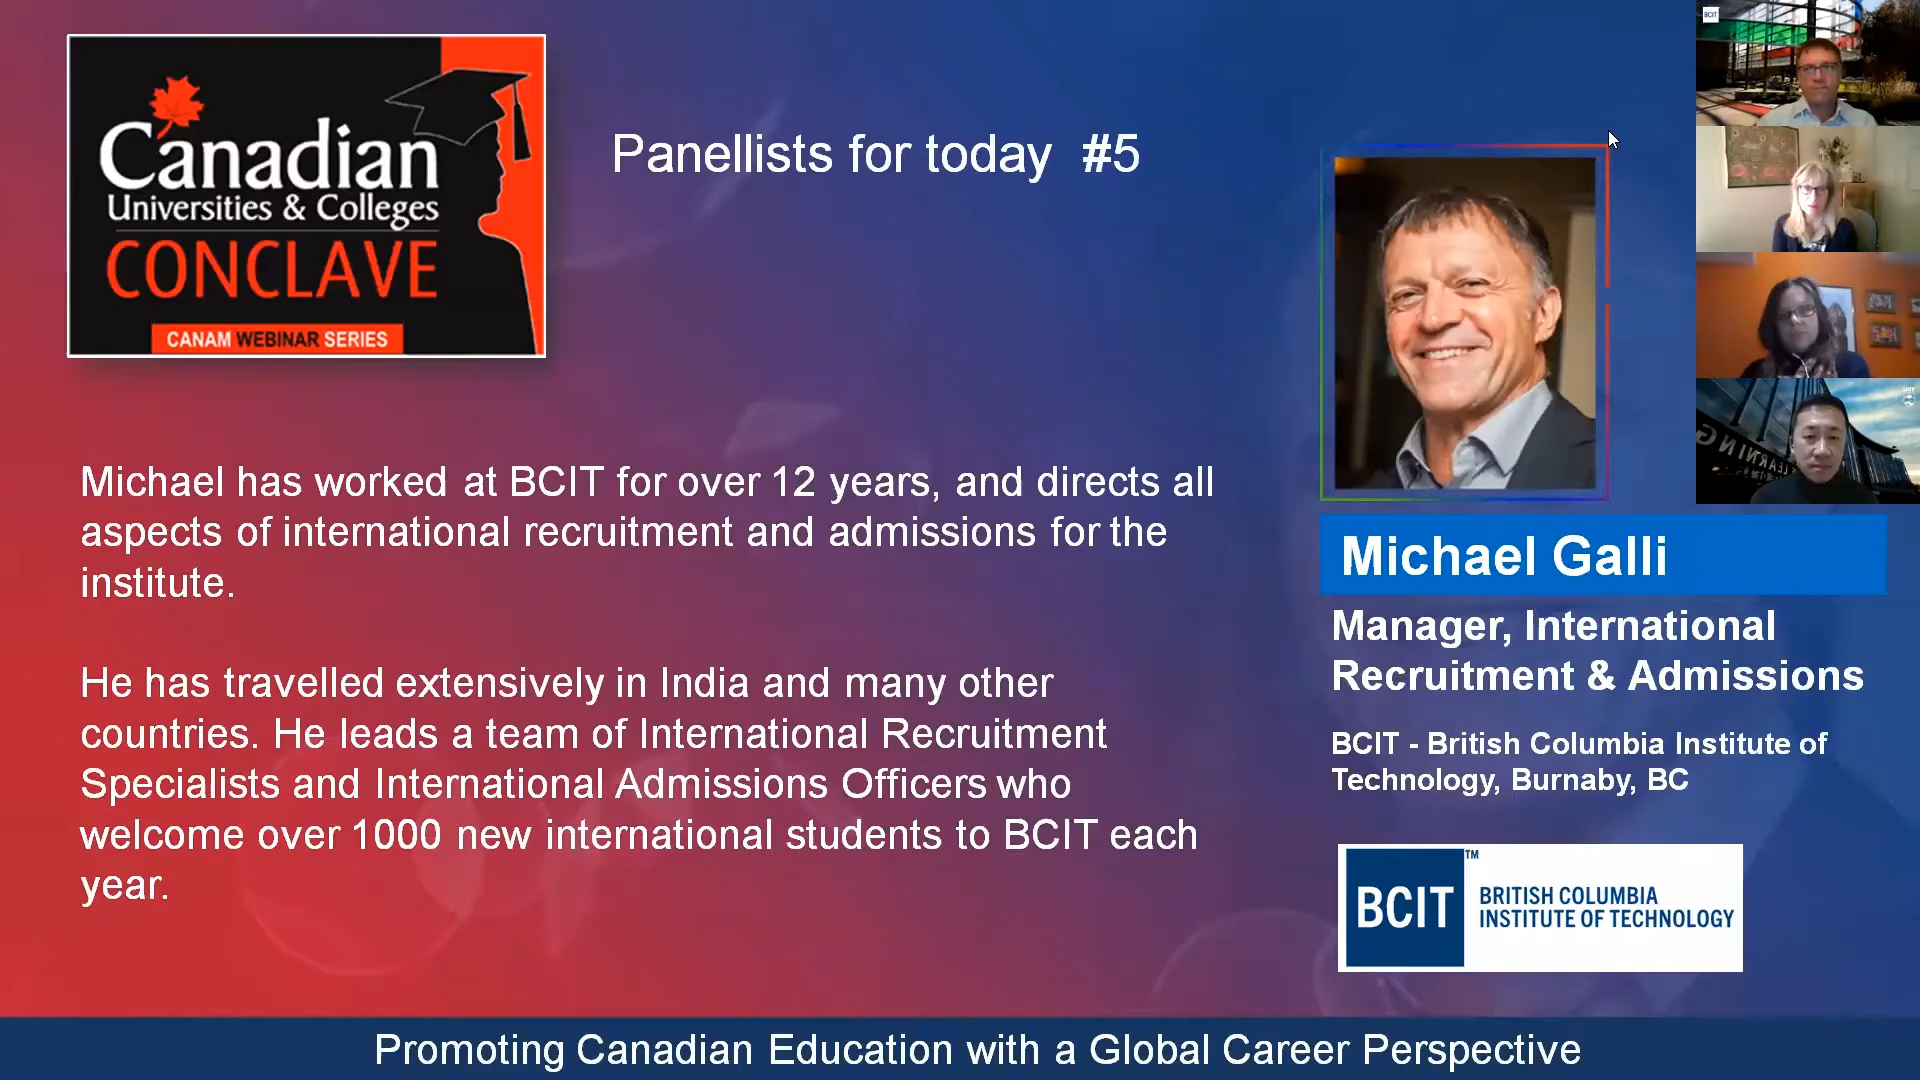 Canadian
Universities & Colleges
CONCLAVE
CANAM WEBINAR SERIES
Panellists for today #5
Michael has worked at BCIT for over 12 years, and directs all
aspects of international recruitment and admissions for the
institute.
He has travelled extensively in India and many other
countries. He leads a team of International Recruitment
Specialists and International Admissions Officers who
welcome over 1000 new international students to BCIT each
year.
BCIT
LEARNING
Michael Galli
Manager, International
Recruitment & Admissions
BCIT - British Columbia Institute of
Technology, Burnaby, BC
BCIT™
BRITISH COLUMBIA
INSTITUTE OF TECHNOLOGY
Promoting Canadian Education with a Global Career Perspective